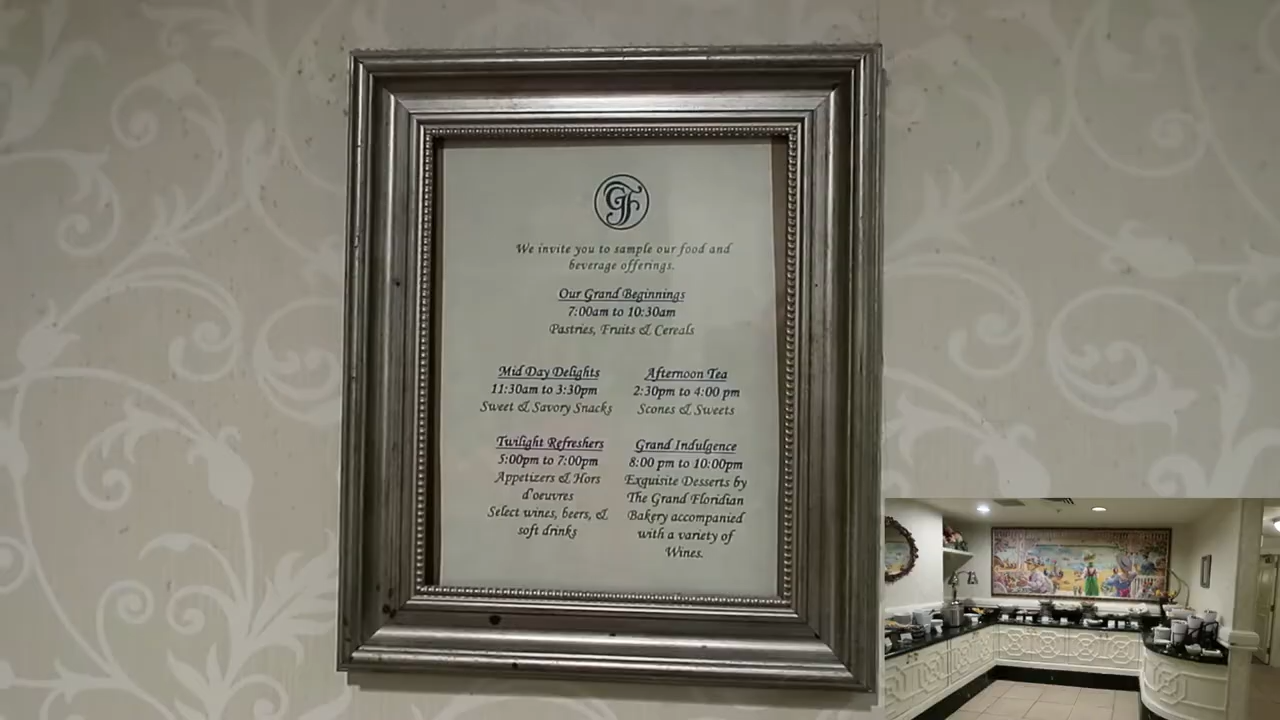 GF
We invite you to sample our food and
beverage offerings.
Our Grand Beginnings
7:00am to 10:30am
Pastries, Fruits & Cereals
Mid Day Delights
11:30am to 3:30pm
Sweet & Savory Snacks
Afternoon Tea
2:30pm to 4:00 pm
Scones & Sweets
Twilight Refreshers
5:00pm to 7:00pm
Appetizers & Hors
d'oeuvres
Select wines, beers, &
soft drinks
Grand Indulgence
8:00 pm to 10:00pm
Exquisite Desserts by
The Grand Floridian
Bakery accompanied
with a variety of
Wines.